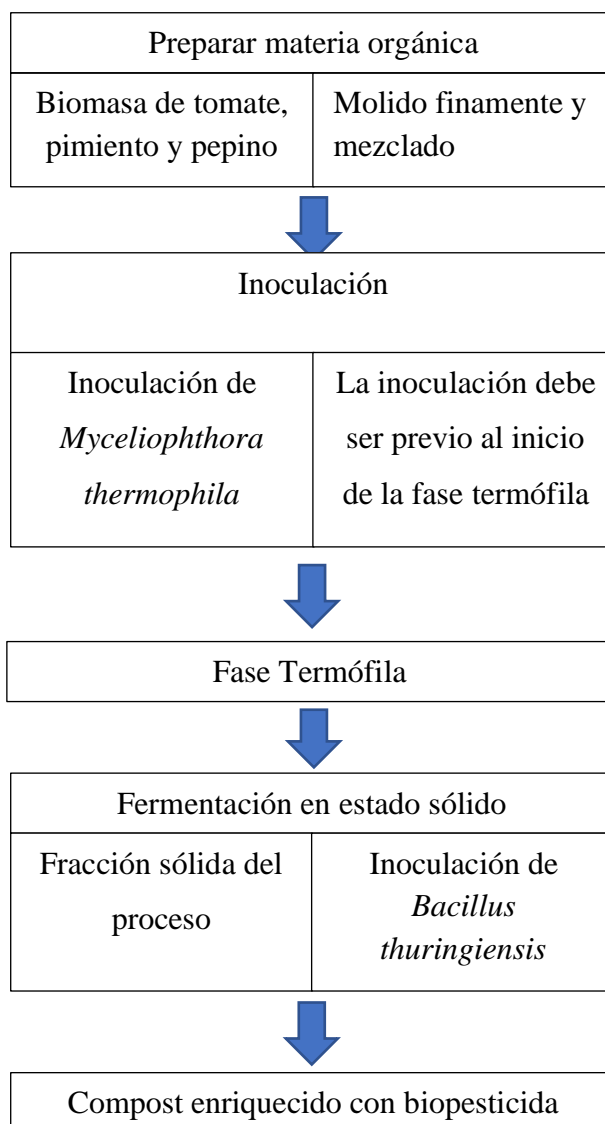 Preparar materia orgánica
Biomasa de tomate,
pimiento y pepino
Molido finamente y
mezclado
Inoculación
Inoculación de
Myceliophthora
thermophila
La inoculación debe
ser previo al inicio
de la fase termófila
Fase Termófila
Fermentación en estado sólido
Fracción sólida del
proceso
Inoculación de
Bacillus
thuringiensis
Compost enriquecido con biopesticida